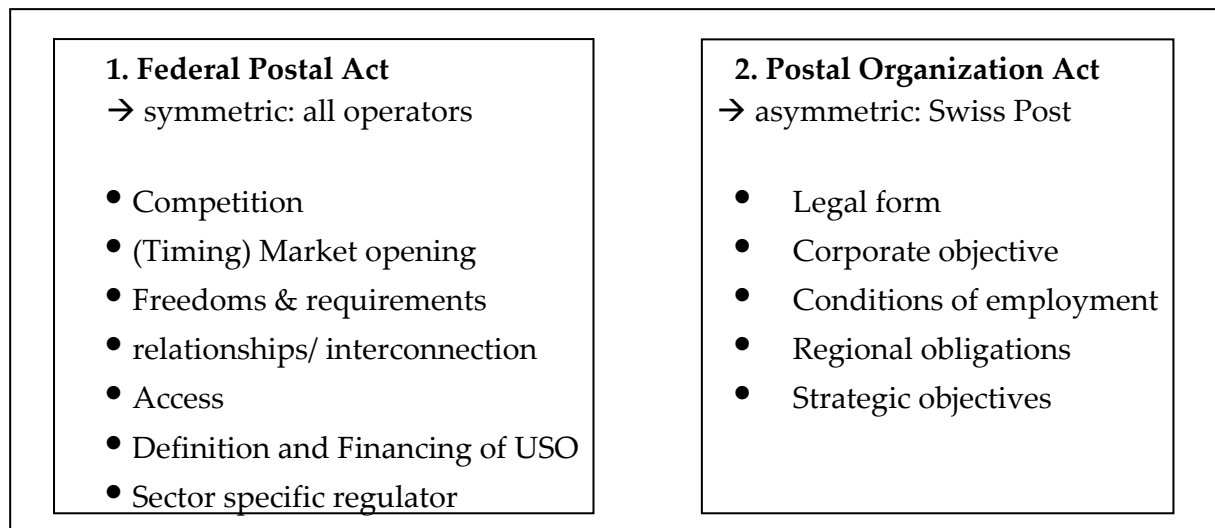 1. Federal Postal Act
→ symmetric: all operators
• Competition
• (Timing) Market opening
• Freedoms & requirements
• relationships/ interconnection
• Access
• Definition and Financing of USO
• Sector specific regulator
2. Postal Organization Act
→ asymmetric: Swiss Post
• Legal form
• Corporate objective
• Conditions of employment
• Regional obligations
• Strategic objectives